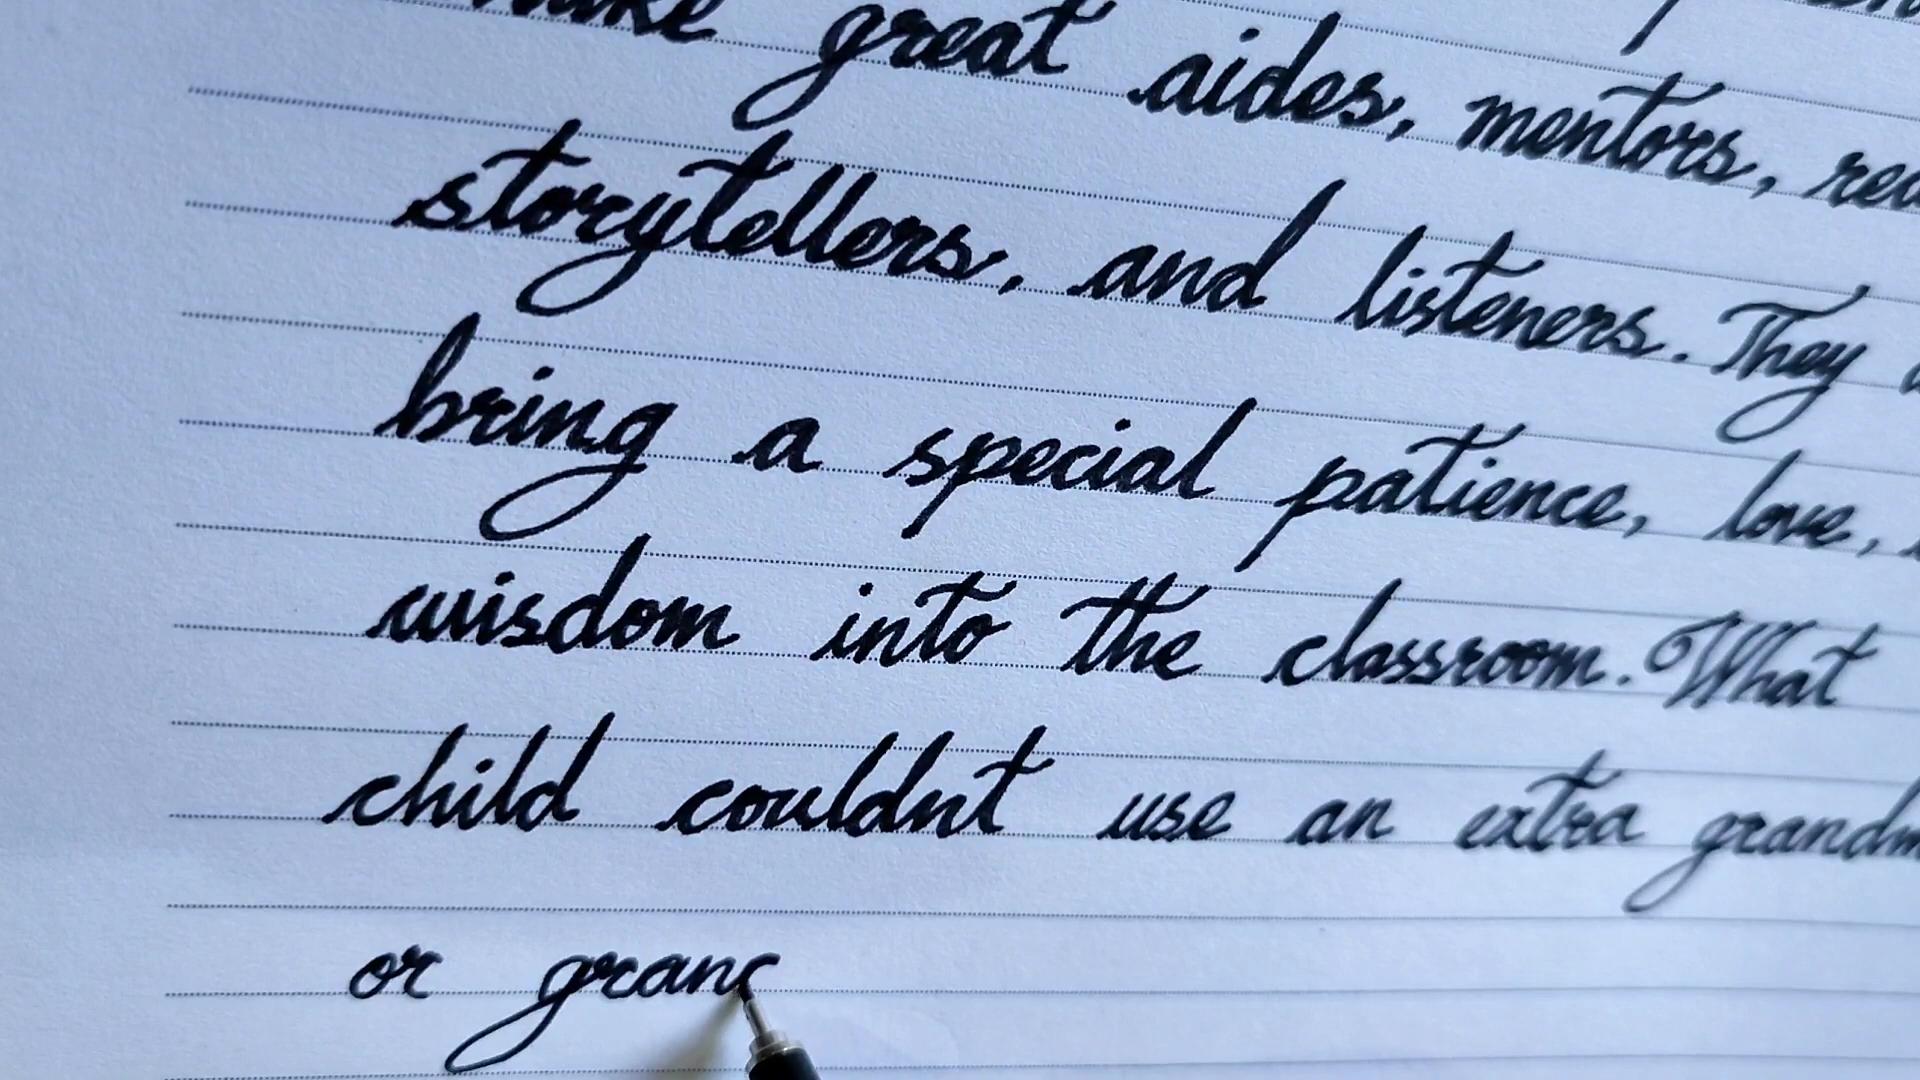 great aides, mentors,
storytellers, and listeners. They
bring a special patience, love,
wisdom into the classroom. What
child couldnt use an extra
or granc